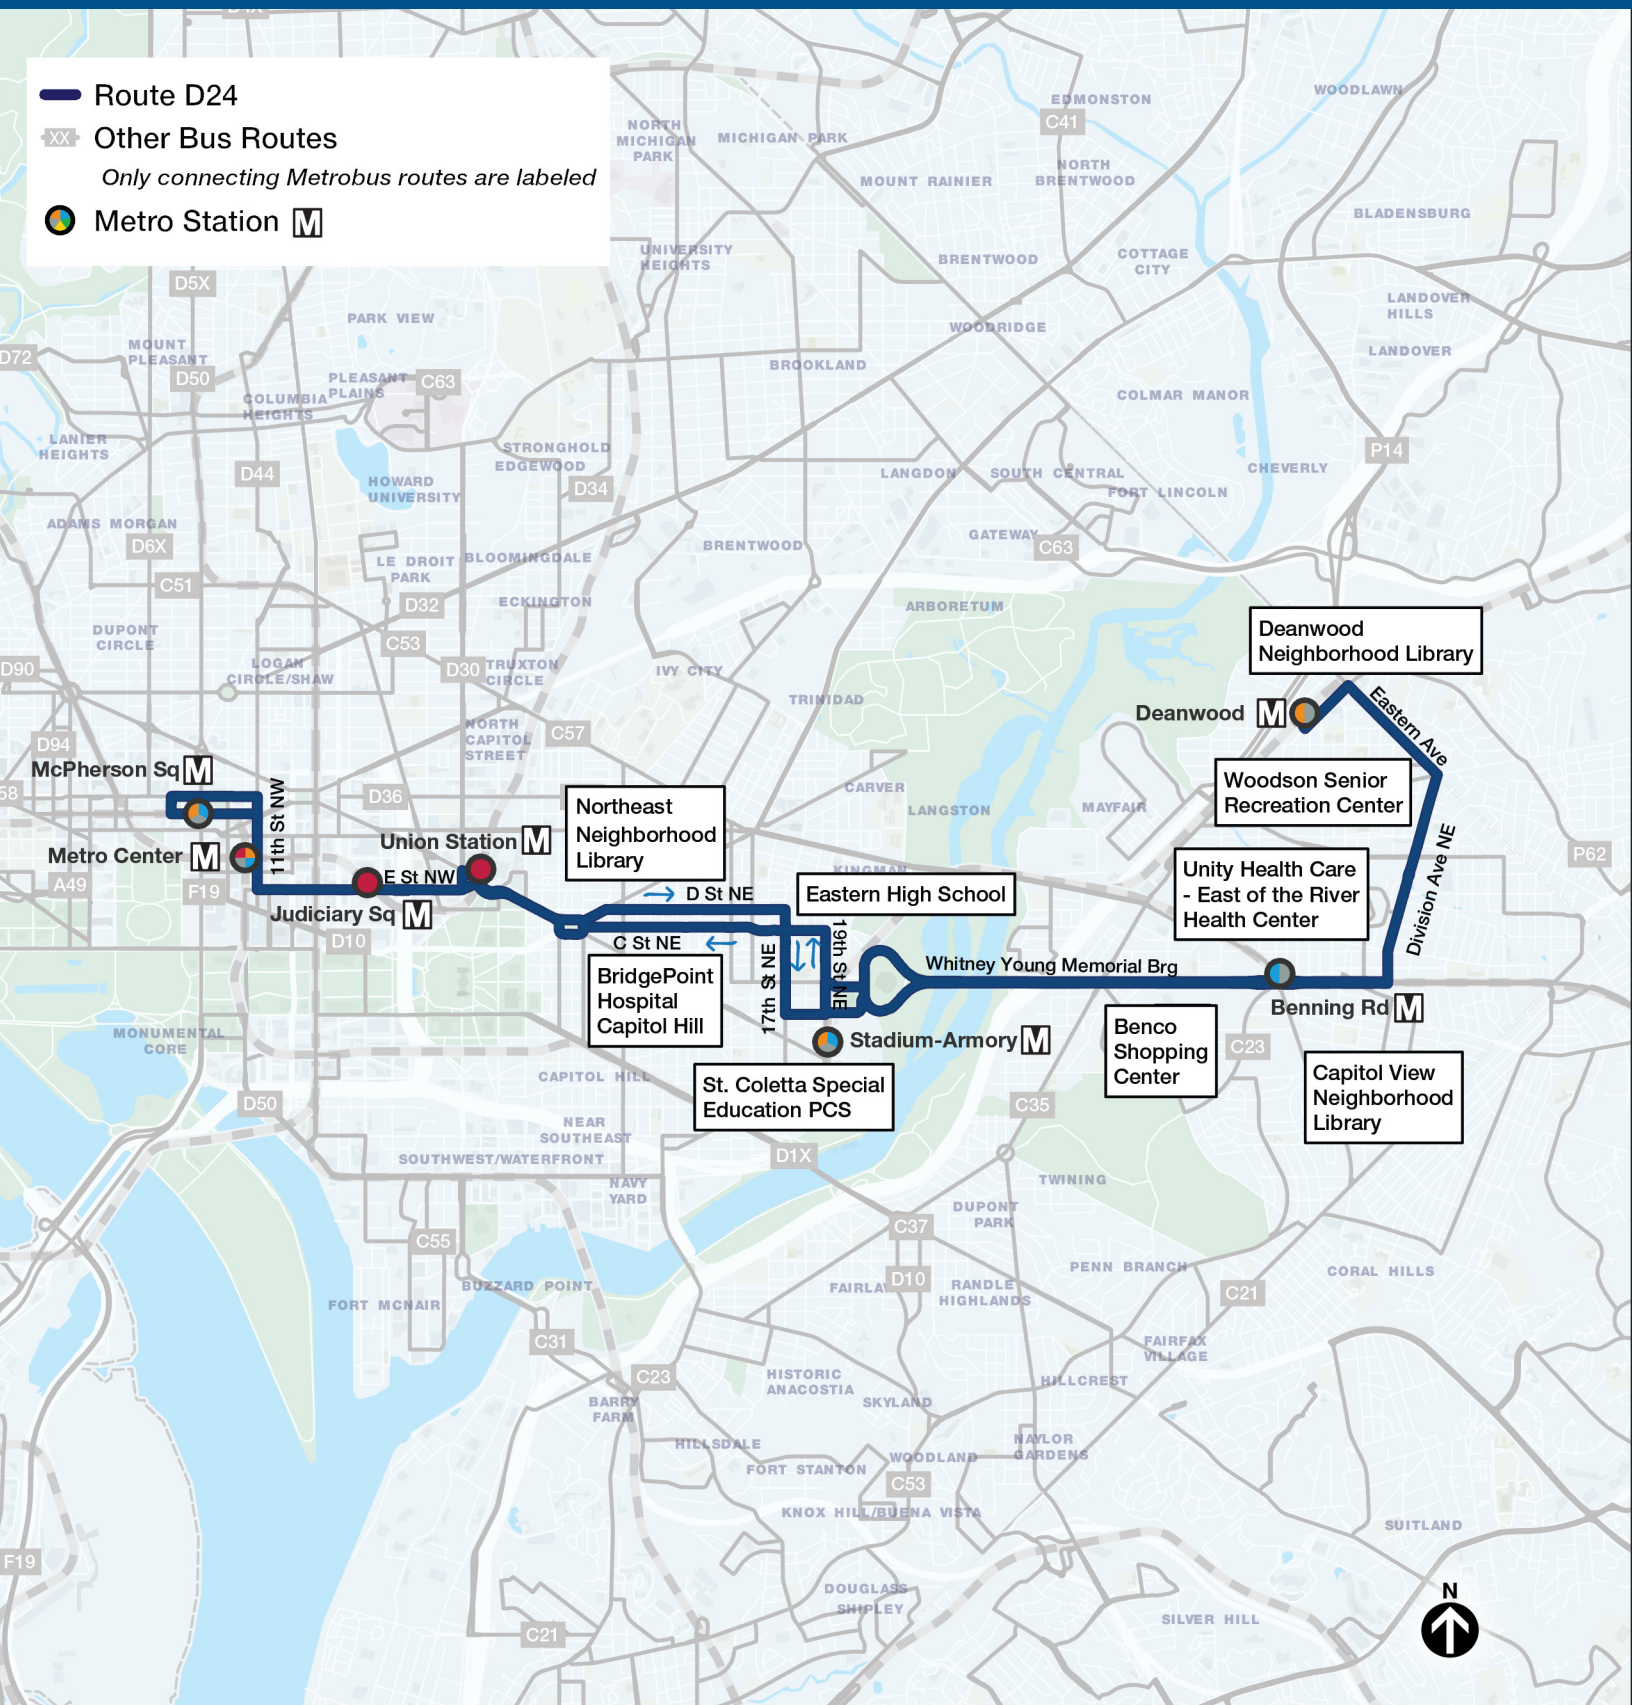 Route D24
XX
Other Bus Routes
Only connecting Metrobus routes are labeled
Metro Station M
EDMONSTON
WOODLAWN
C41
NORTH
MICHIGAN
PARK
MICHIGAN PARK
NORTH
BRENTWOOD
MOUNT RAINIER
BLADENSBURG
UNIVERSITY
HEIGHTS
BRENTWOOD
COTTAGE
CITY
D5X
LANDOVER
HILLS
PARK VIEW
WOODRIDGE
MOUNT
PLEASANT
D72
LANDOVER
BROOKLAND
D50
PLEASANT
PLAINS
C63
COLUMBIA
HEIGHTS
COLMAR MANOR
LANIER
HEIGHTS
STRONGHOLD
EDGEWOOD
P14
D44
HOWARD
UNIVERSITY
D34
LANGDON
SOUTH CENTRAL
CHEVERLY
FORT LINCOLN
ADAMS MORGAN
D6X
GATEWAY
C63
BRENTWOOD
LE DROIT
PARK
BLOOMINGDALE
C51
D32
ECKINGTON
ARBORETUM
DUPONT
CIRCLE
C53
Deanwood
Neighborhood Library
D90
LOGAN
CIRCLE/SHAW
D30
TRUXTON
CIRCLE
IVY CITY
TRINIDAD
Deanwood M
Eastern Ave
NORTH
CAPITOL
STREET
C57
D94
McPherson Sq M
58
D36
11th St NW
CARVER
LANGSTON
MAYFAIR
Woodson Senior
Recreation Center
Northeast
Neighborhood
Library
Union Station M
Metro Center M
A49
F19
E St NW
Judiciary Sq M
D10
KINGMAN
Eastern High School
D St NE
C St NE
17th St NE
19th St NE
Unity Health Care
- East of the River
Health Center
P62
Division Ave NE
BridgePoint
Hospital
Capitol Hill
Whitney Young Memorial Brg
Benning Rd M
Stadium-Armory M
MONUMENTAL
CORE
Benco
Shopping
Center
C23
Capitol View
Neighborhood
Library
CAPITOL HILL
St. Coletta Special
Education PCS
D50
C35
NEAR
SOUTHEAST
SOUTHWEST/WATERFRONT
D1X
NAVY
YARD
TWINING
DUPONT
PARK
C37
C55
PENN BRANCH
CORAL HILLS
BUZZARD POINT
D10
RANDLE
HIGHLANDS
C21
FORT MCNAIR
C31
FAIRFAX
VILLAGE
C23
HISTORIC
ANACOSTIA
HILLCREST
BARRY
FARM
SKYLAND
HILLSDALE
NAYLOR
GARDENS
WOODLAND
FORT STANTON
C53
KNOX HILL/BUENA VISTA
SUITLAND
F19
DOUGLASS
SHIPLEY
SILVER HILL
C21
N